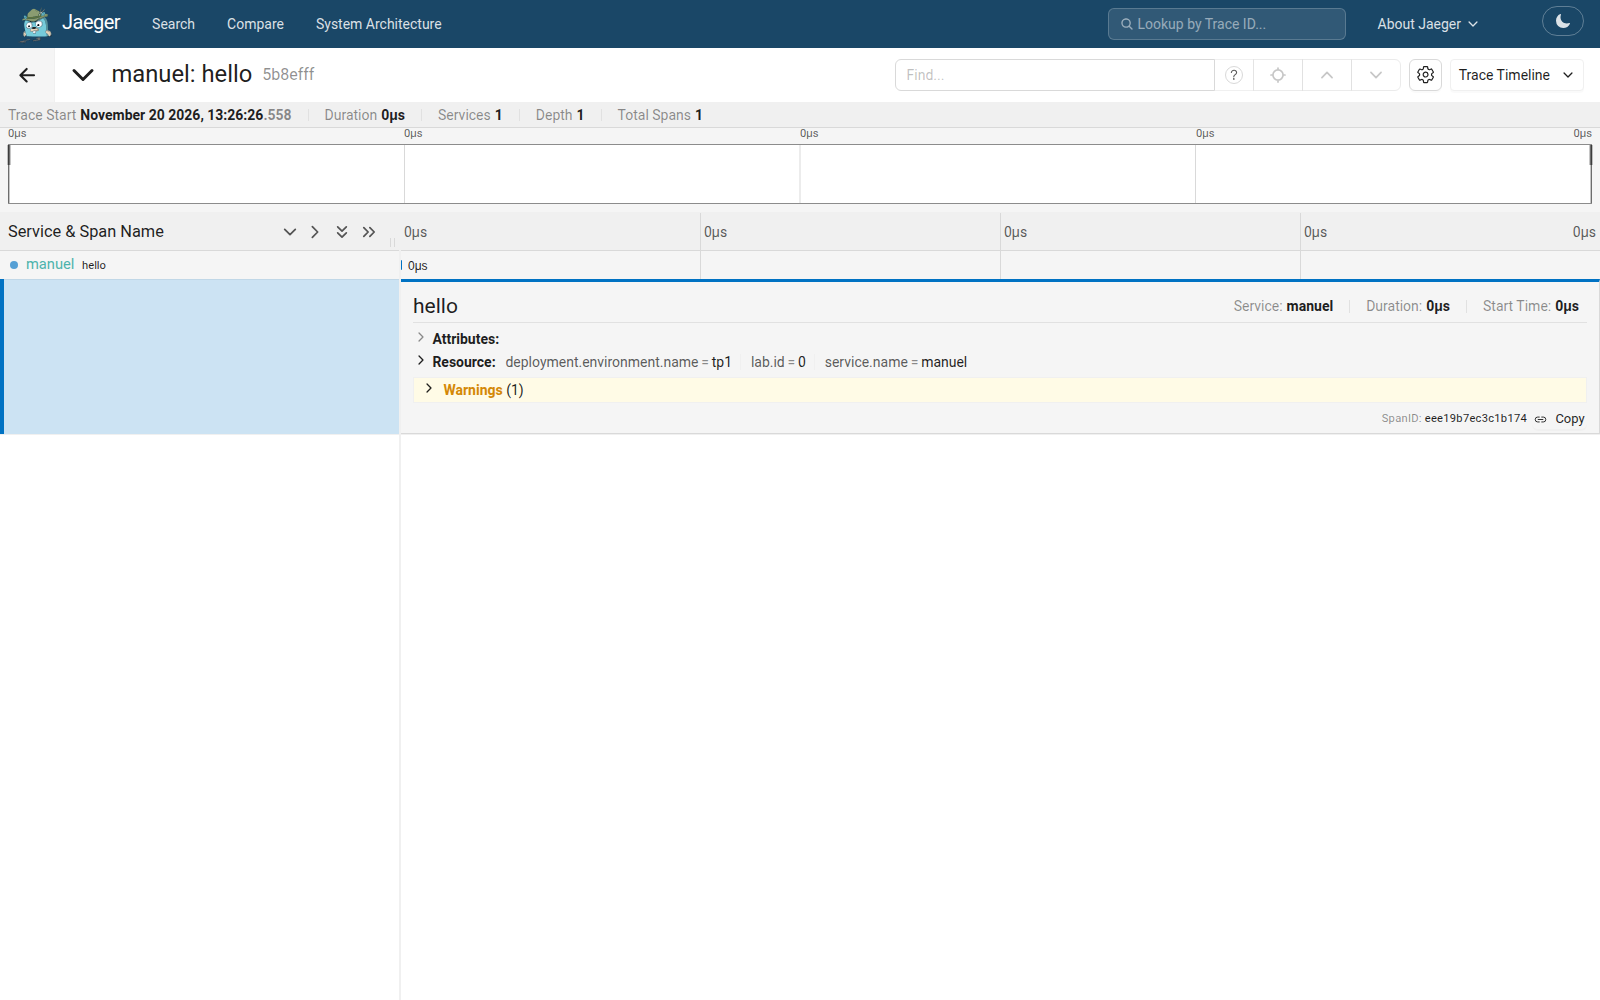 Jaeger Search Compare System Architecture Lookup by Trace ID... About Jaeger
manuel: hello 5b8efff Find... ? Trace Timeline
Trace Start November 20 2026, 13:26:26.558 Duration 0μs Services 1 Depth 1 Total Spans 1
0μs 0μs 0μs 0μs 0μs
Service & Span Name 0μs 0μs 0μs 0μs 0μs
manuel hello 0μs
hello Service: manuel Duration: 0μs Start Time: 0μs
Attributes:
Resource: deployment.environment.name = tp1 lab.id = 0 service.name = manuel
Warnings (1)
SpanID: eee19b7ec3c1b174 Copy